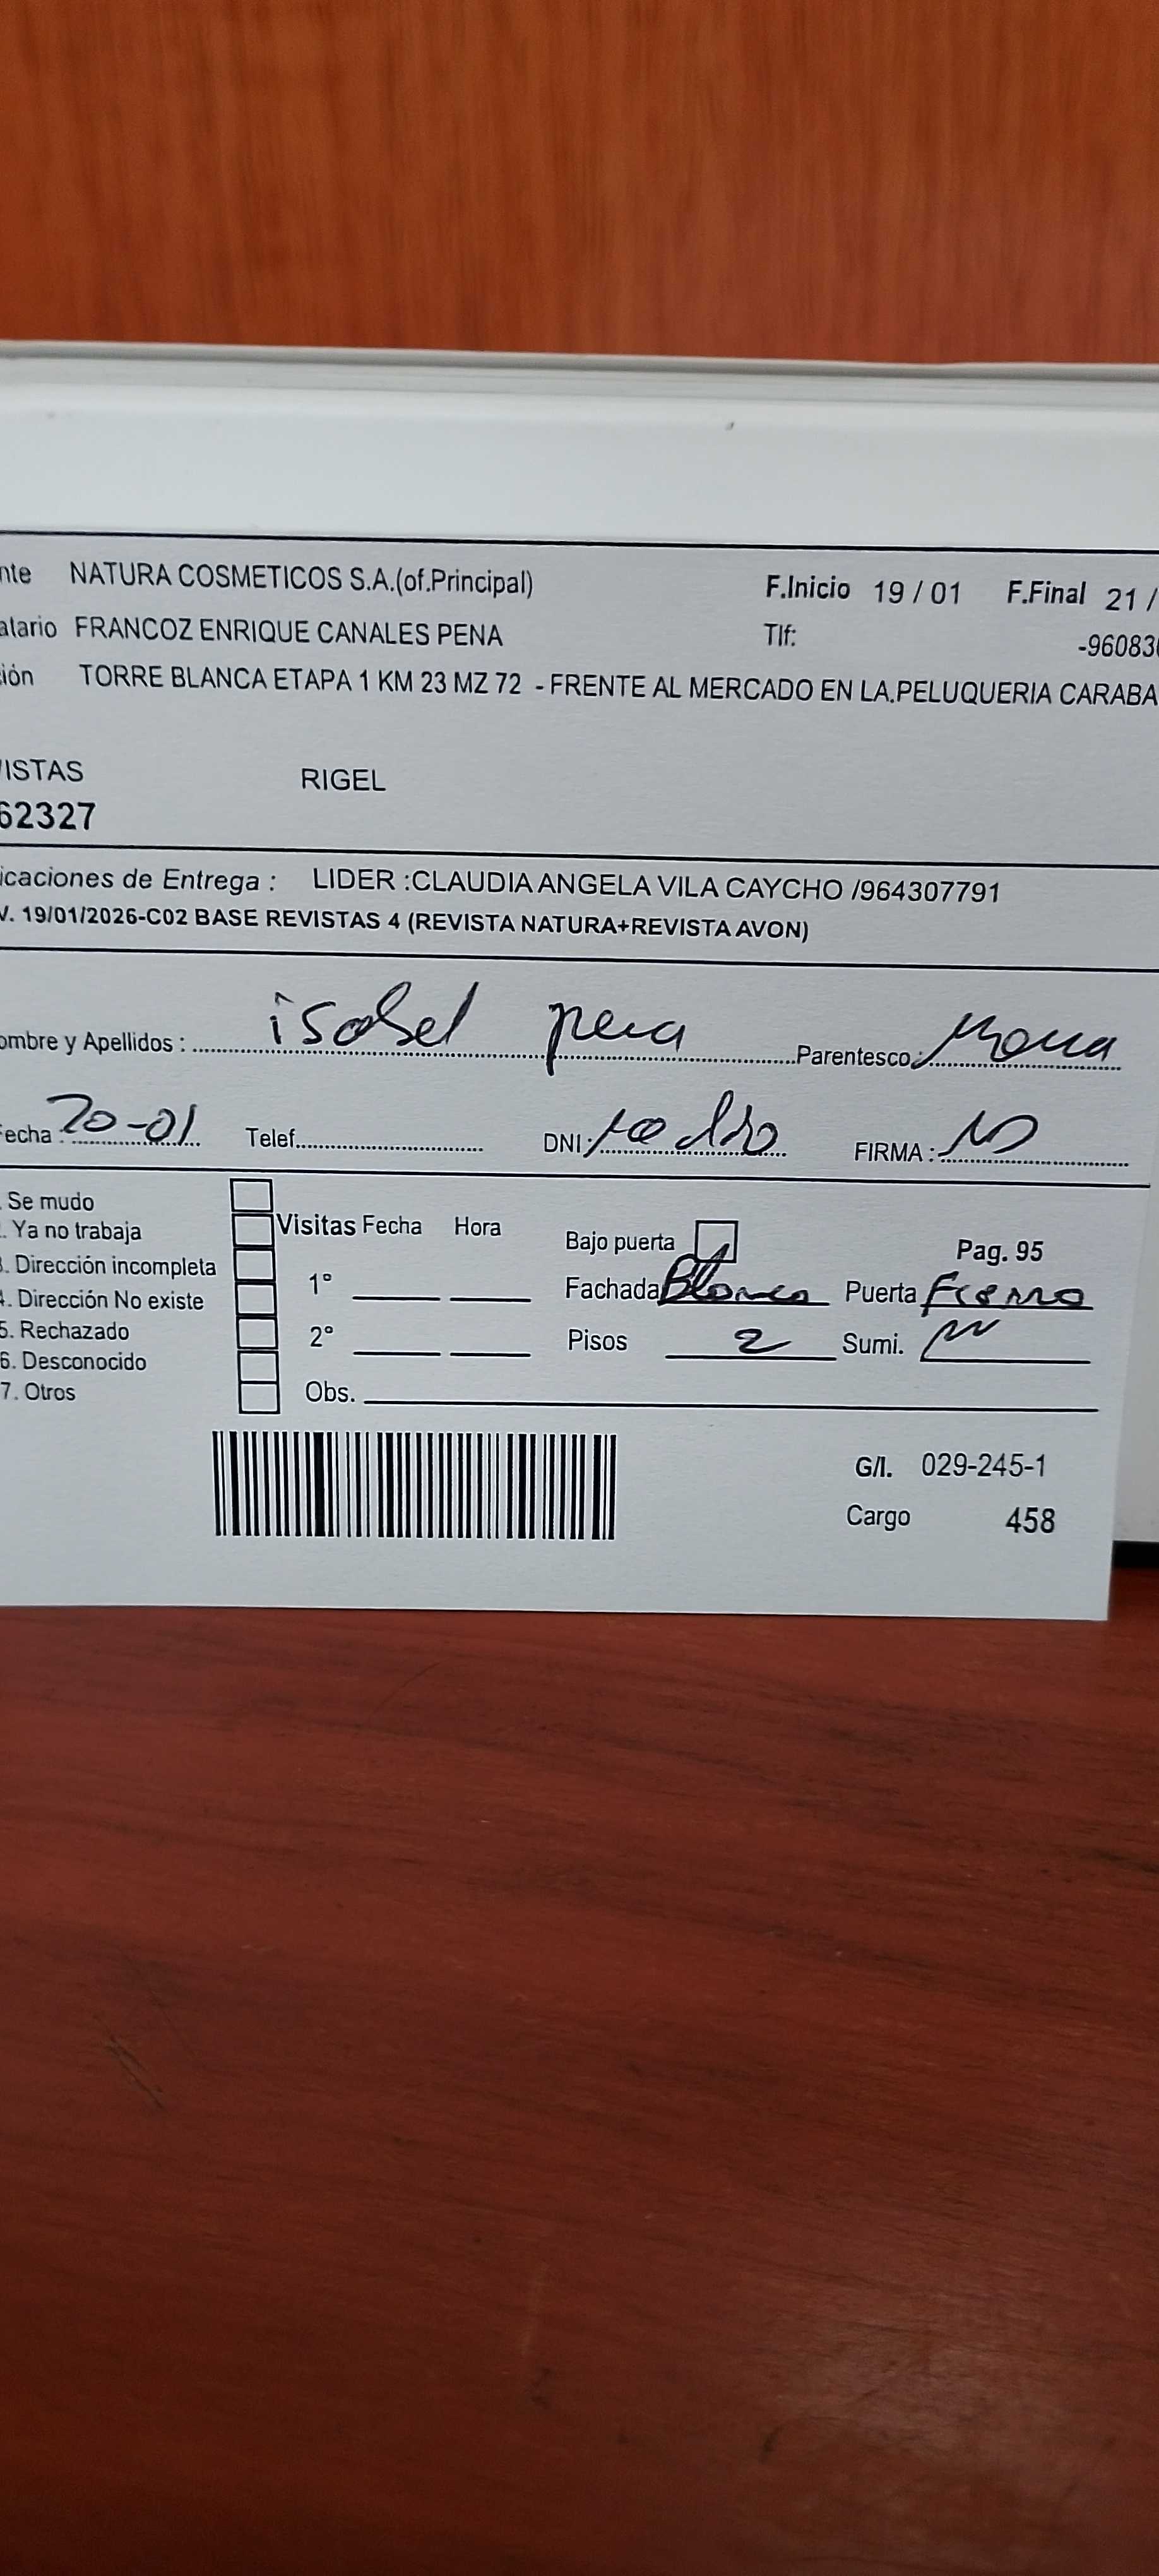 nte NATURA COSMETICOS S.A.(of.Principal) F.Inicio 19 / 01 F.Final 21 /
alario FRANCOZ ENRIQUE CANALES PENA Tlf: -96083
ión TORRE BLANCA ETAPA 1 KM 23 MZ 72 - FRENTE AL MERCADO EN LA.PELUQUERIA CARABA
ISTAS RIGEL
62327
icaciones de Entrega : LIDER :CLAUDIA ANGELA VILA CAYCHO /964307791
V. 19/01/2026-C02 BASE REVISTAS 4 (REVISTA NATURA+REVISTA AVON)
ombre y Apellidos : isabel pena Parentesco :
echa : 20-01 Telef. DNI : FIRMA :
. Se mudo
. Ya no trabaja Visitas Fecha Hora Bajo puerta Pag. 95
. Dirección incompleta
. Dirección No existe 1° Fachada Blanca Puerta Fierro
5. Rechazado 2° Pisos 2 Sumi.
6. Desconocido
7. Otros Obs.
G/I. 029-245-1
Cargo 458